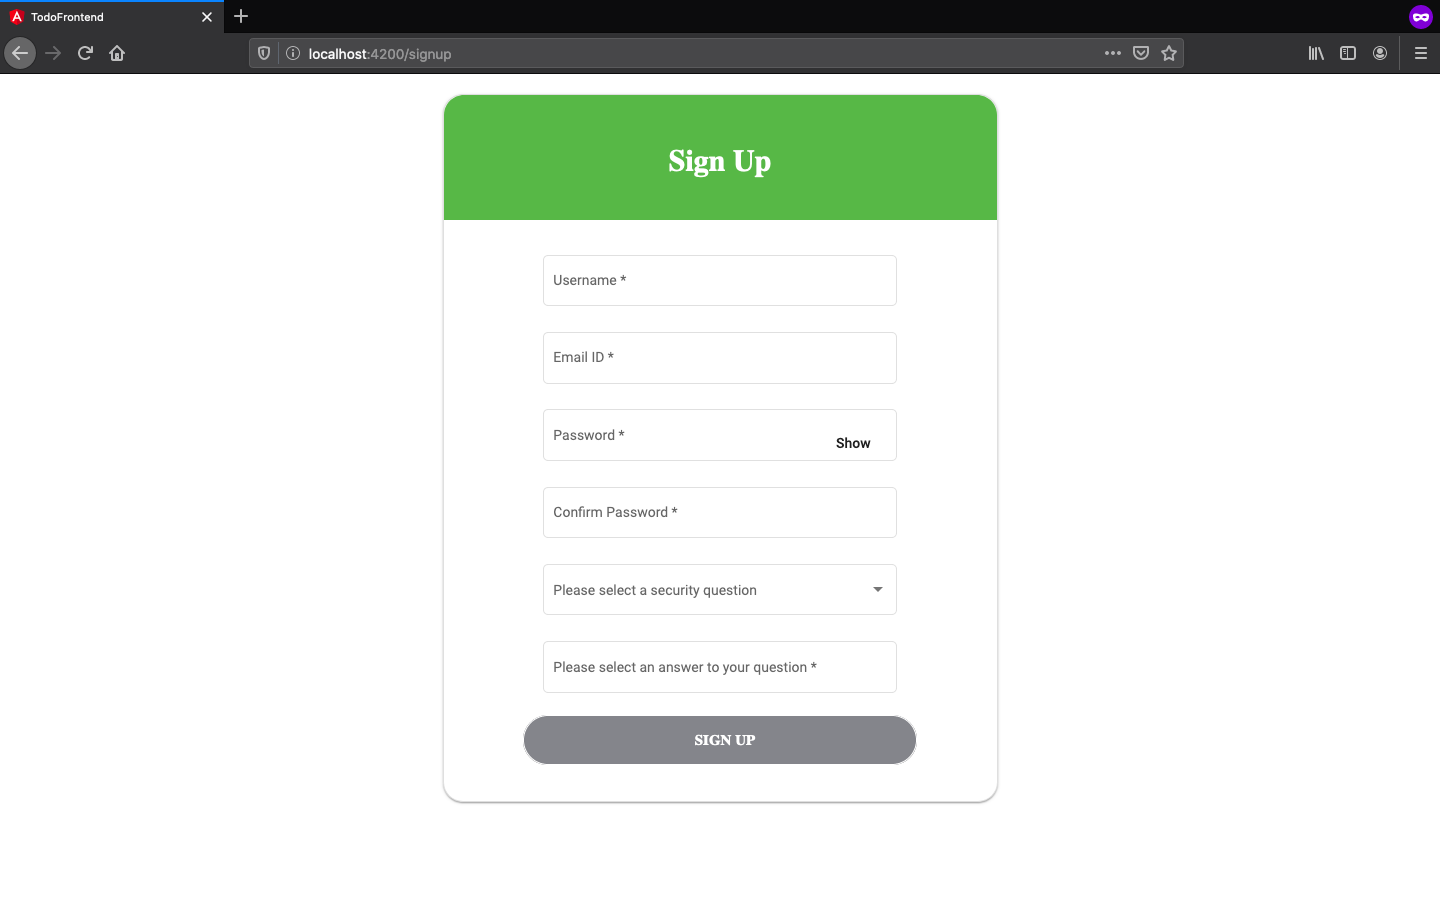 TodoFrontend
localhost:4200/signup
Sign Up
Username *
Email ID *
Password *
Show
Confirm Password *
Please select a security question
Please select an answer to your question *
SIGN UP